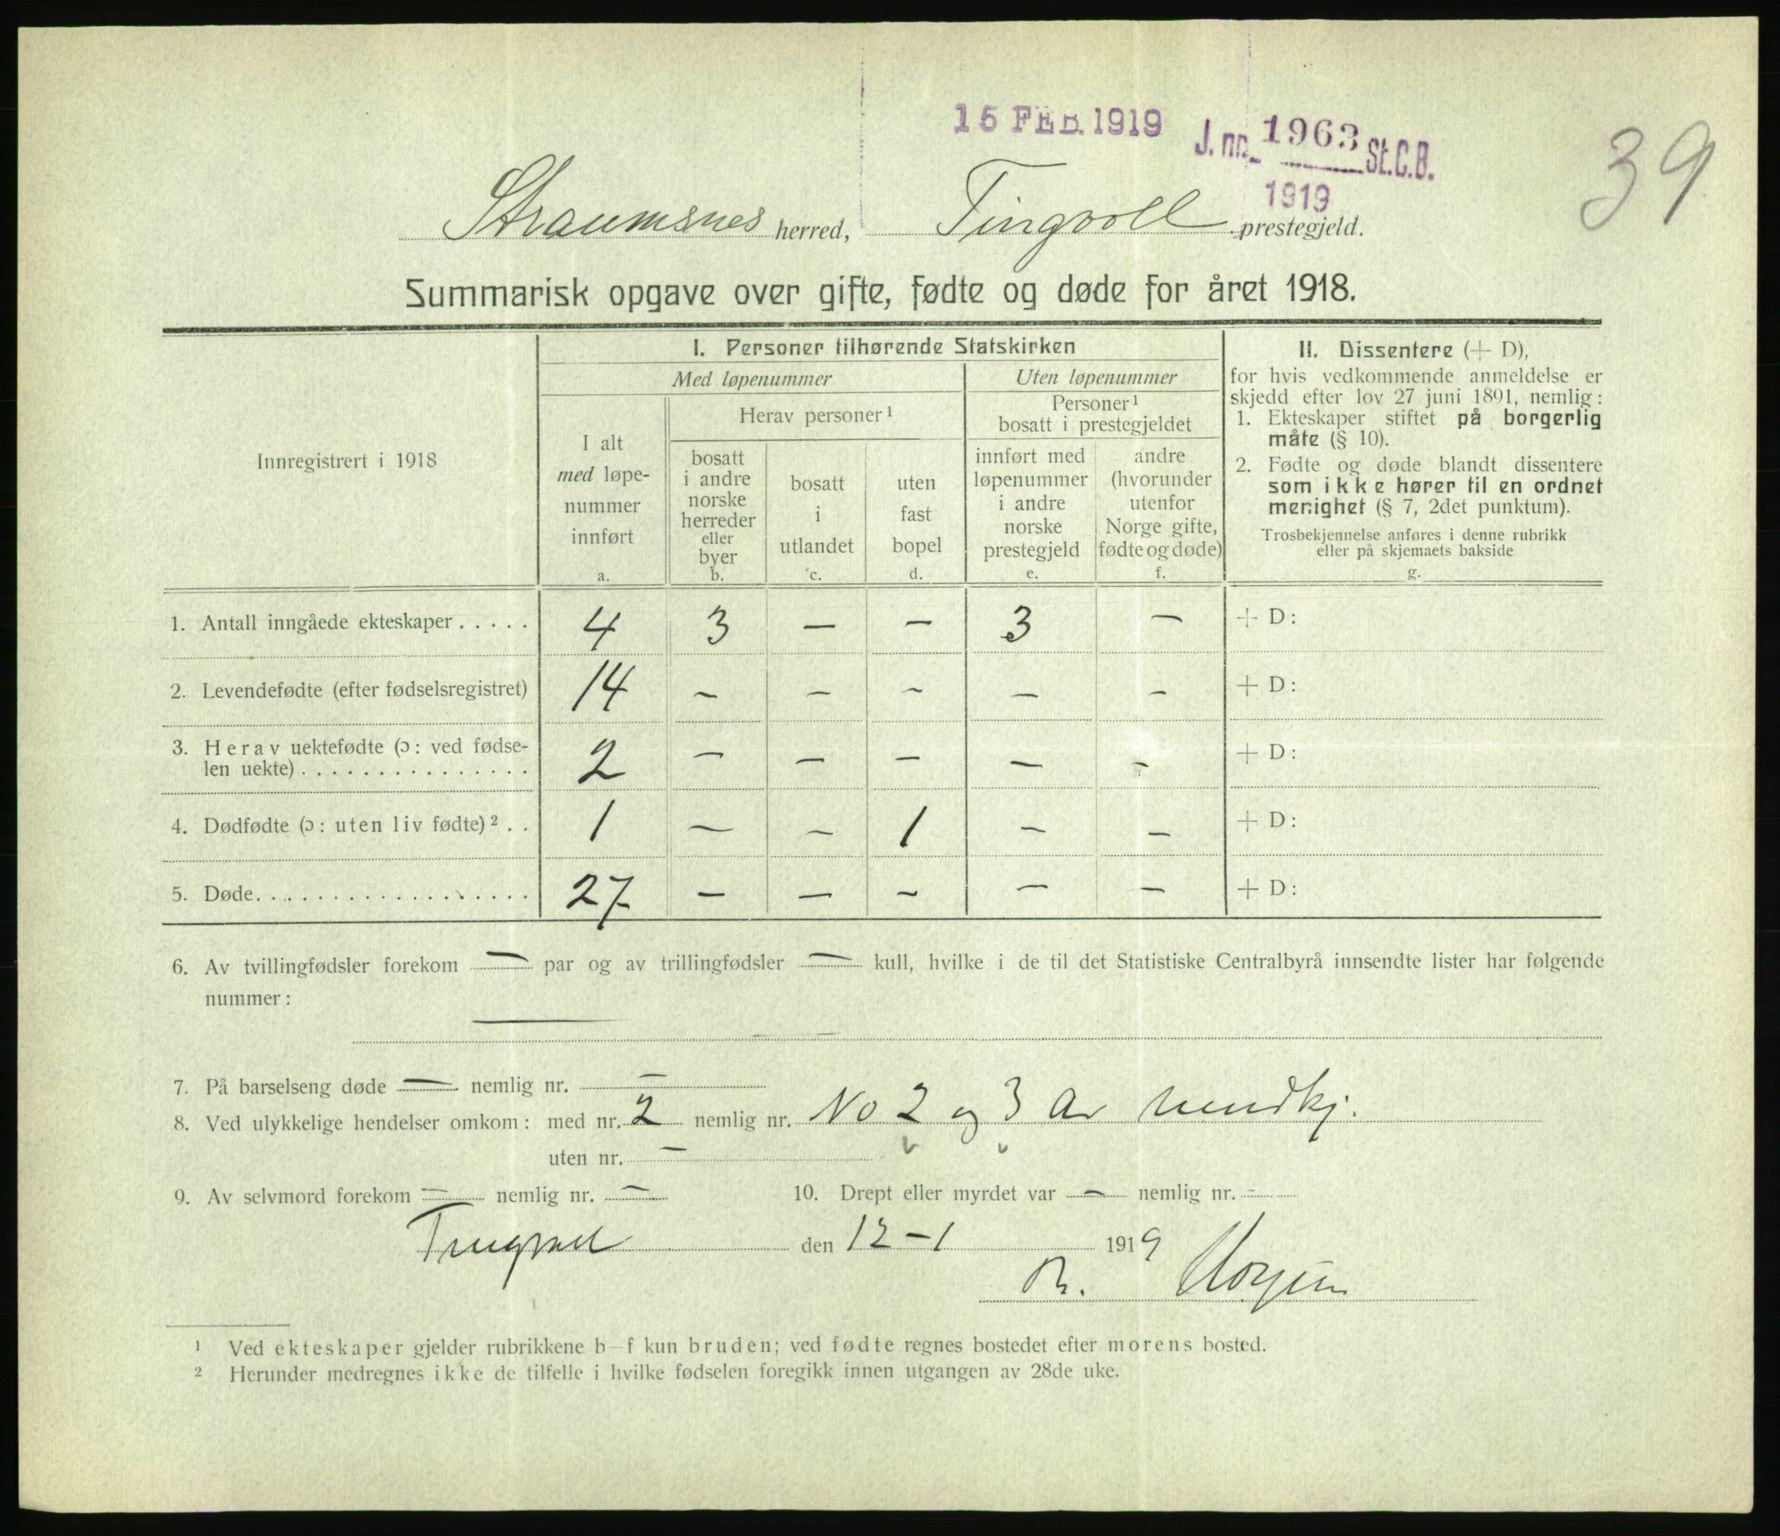 15 FEB. 1919
J. nr. 1963 St.C.B.
1919
39
Straumsnes herred, Tingvoll prestegjeld.
Summarisk opgave over gifte, fødte og døde for året 1918.
Innregistrert i 1918
I. Personer tilhørende Statskirken
Med løpenummer
Uten løpenummer
I alt
med løpe-
nummer
innført
a.
Herav personer ¹
bosatt
i andre
norske
herreder
eller
byer
b.
bosatt
i
utlandet
c.
uten
fast
bopel
d.
Personer ¹
bosatt i prestegjeldet
innført med
løpenummer
i andre
norske
prestegjeld
e.
andre
(hvorunder
utenfor
Norge gifte,
fødte og døde)
f.
II. Dissentere (+ D),
for hvis vedkommende anmeldelse er
skjedd efter lov 27 juni 1891, nemlig:
1. Ekteskaper stiftet på borgerlig
måte (§ 10).
2. Fødte og døde blandt dissentere
som ikke hører til en ordnet
menighet (§ 7, 2det punktum).
Trosbekjennelse anføres i denne rubrikk
eller på skjemaets bakside
g.
1. Antall inngåede ekteskaper . . . . . 4 3 — — 3 — + D:
2. Levendefødte (efter fødselsregistret) 14 — — — — — + D:
3. Herav uektefødte (ɔ: ved fødse-
len uekte) . . . . . . . . . . . . . . . 2 — — — — — + D:
4. Dødfødte (ɔ: uten liv fødte) ² . . 1 — — 1 — — + D:
5. Døde. . . . . . . . . . . . . . . . . . 27 — — — — — + D:
6. Av tvillingfødsler forekom — par og av trillingfødsler — kull, hvilke i de til det Statistiske Centralbyrå innsendte lister har følgende
nummer: —
7. På barselseng døde — nemlig nr. —
8. Ved ulykkelige hendelser omkom: med nr. 2 nemlig nr. No 2 og 3 av mndkj.
uten nr. —
9. Av selvmord forekom — nemlig nr. — 10. Drept eller myrdet var — nemlig nr. —
Tingvoll den 12-1 1919
¹ Ved ekteskaper gjelder rubrikkene b—f kun bruden; ved fødte regnes bostedet efter morens bosted.
² Herunder medregnes ikke de tilfelle i hvilke fødselen foregikk innen utgangen av 28de uke.